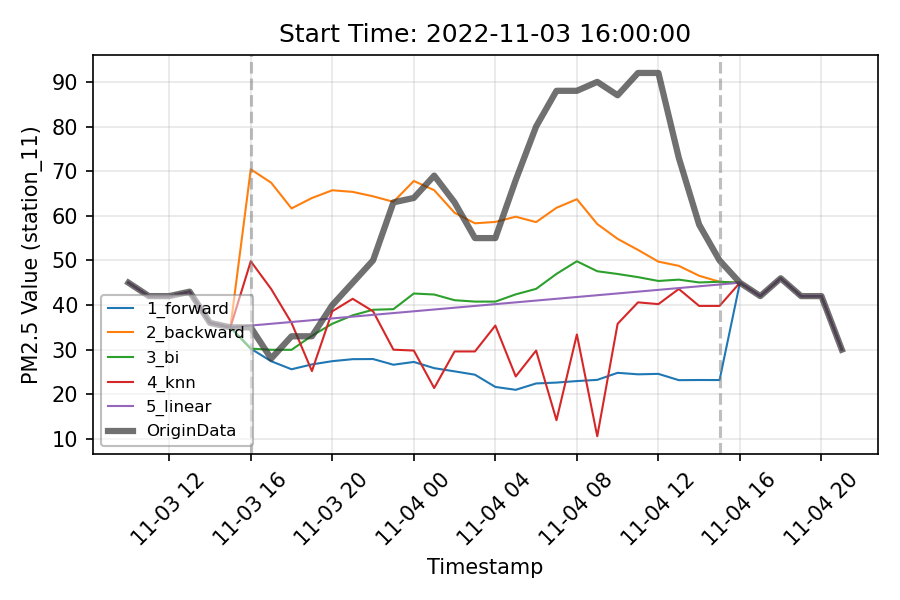 Start Time: 2022-11-03 16:00:00
PM2.5 Value (station_11)
90
80
70
60
50
40
30
20
10
1_forward
2_backward
3_bi
4_knn
5_linear
OriginData
11-03 12
11-03 16
11-03 20
11-04 00
11-04 04
11-04 08
11-04 12
11-04 16
11-04 20
Timestamp